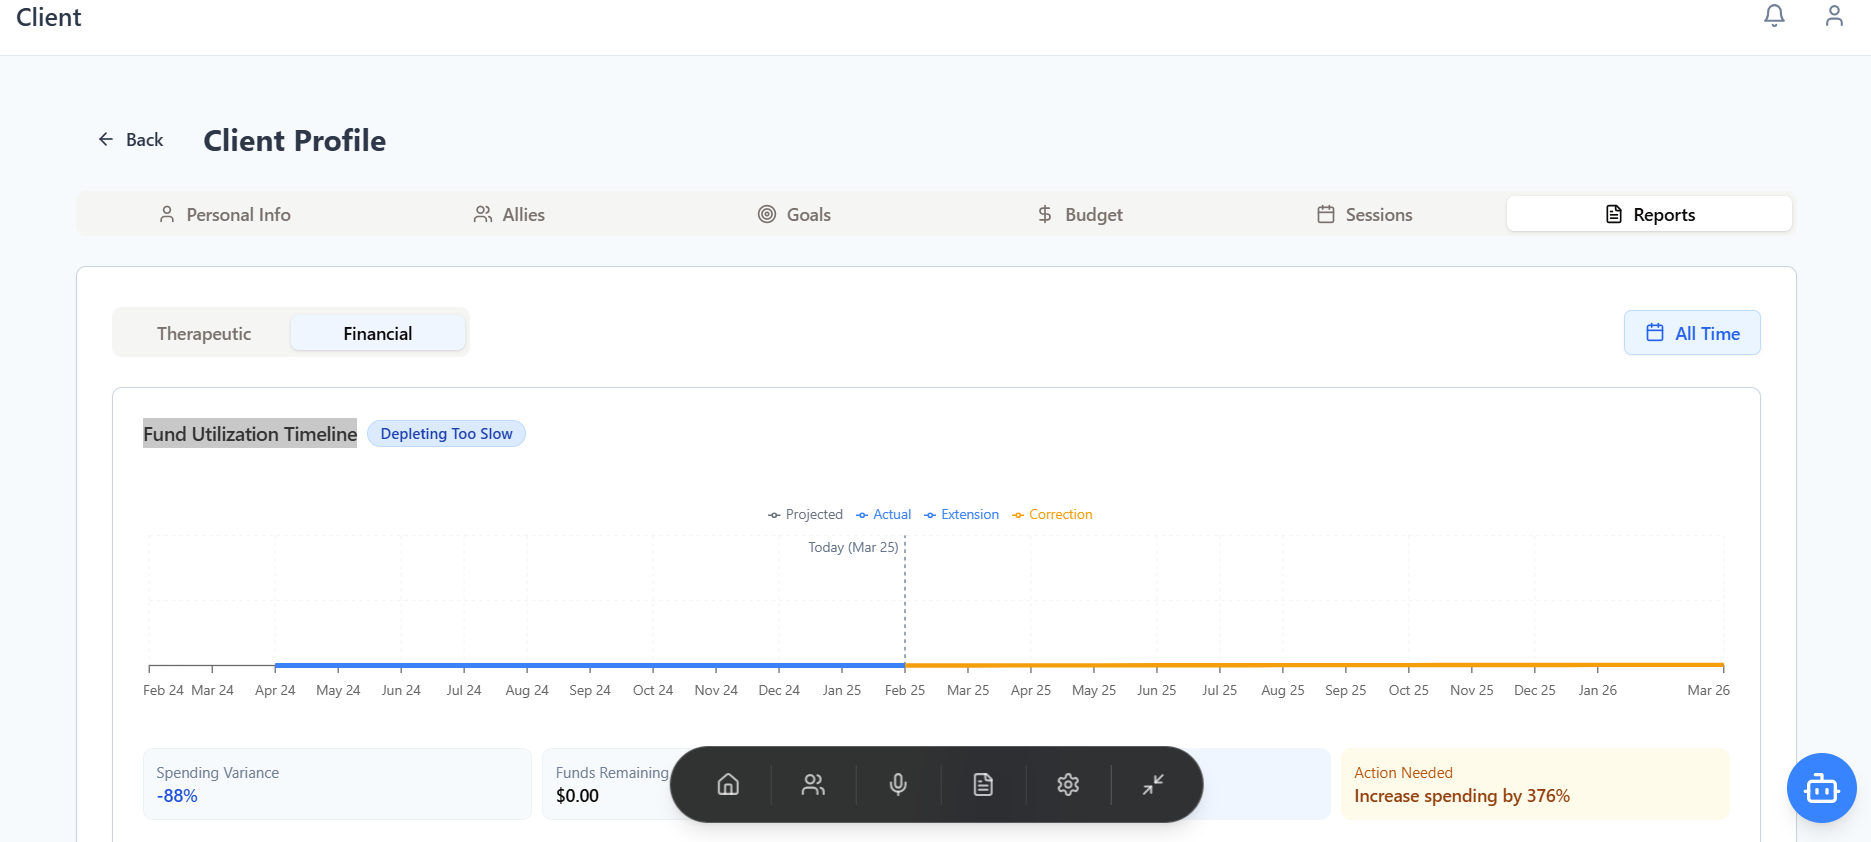 Client
Back
Client Profile
Personal Info
Allies
Goals
Budget
Sessions
Reports
Therapeutic
Financial
All Time
Fund Utilization Timeline
Depleting Too Slow
Projected
Actual
Extension
Correction
Today (Mar 25)
Feb 24
Mar 24
Apr 24
May 24
Jun 24
Jul 24
Aug 24
Sep 24
Oct 24
Nov 24
Dec 24
Jan 25
Feb 25
Mar 25
Apr 25
May 25
Jun 25
Jul 25
Aug 25
Sep 25
Oct 25
Nov 25
Dec 25
Jan 26
Mar 26
Spending Variance
-88%
Funds Remaining
$0.00
Action Needed
Increase spending by 376%